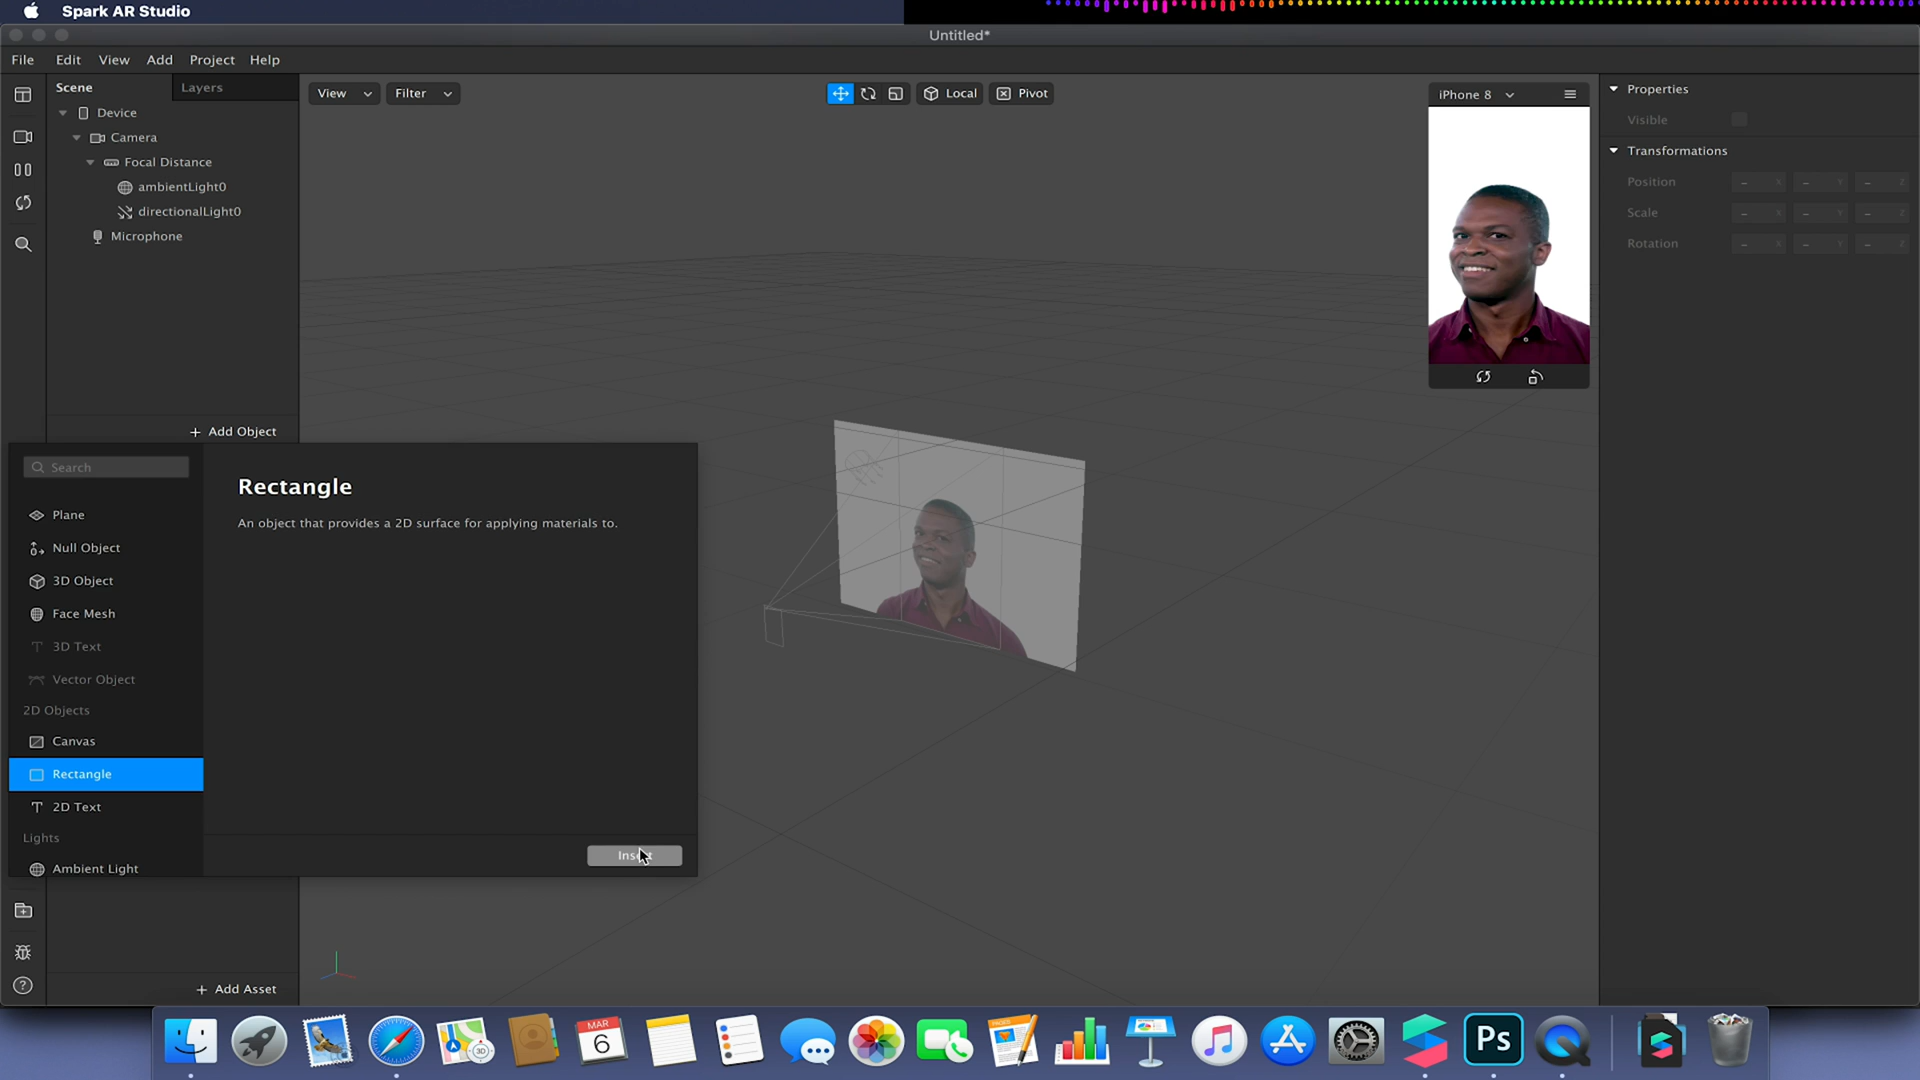 Spark AR Studio
Untitled*
File Edit View Add Project Help
Scene Layers
View Filter
Local Pivot
iPhone 8
Device
Camera
Focal Distance
ambientLight0
directionalLight0
Microphone
+ Add Object
Properties
Visible
Transformations
Position - X - Y - Z
Scale - X - Y - Z
Rotation - X - Y - Z
Search
Plane
Null Object
3D Object
Face Mesh
3D Text
Vector Object
2D Objects
Canvas
Rectangle
2D Text
Lights
Ambient Light
Rectangle
An object that provides a 2D surface for applying materials to.
+ Add Asset
MAR
6
3D
PAGES
Ps